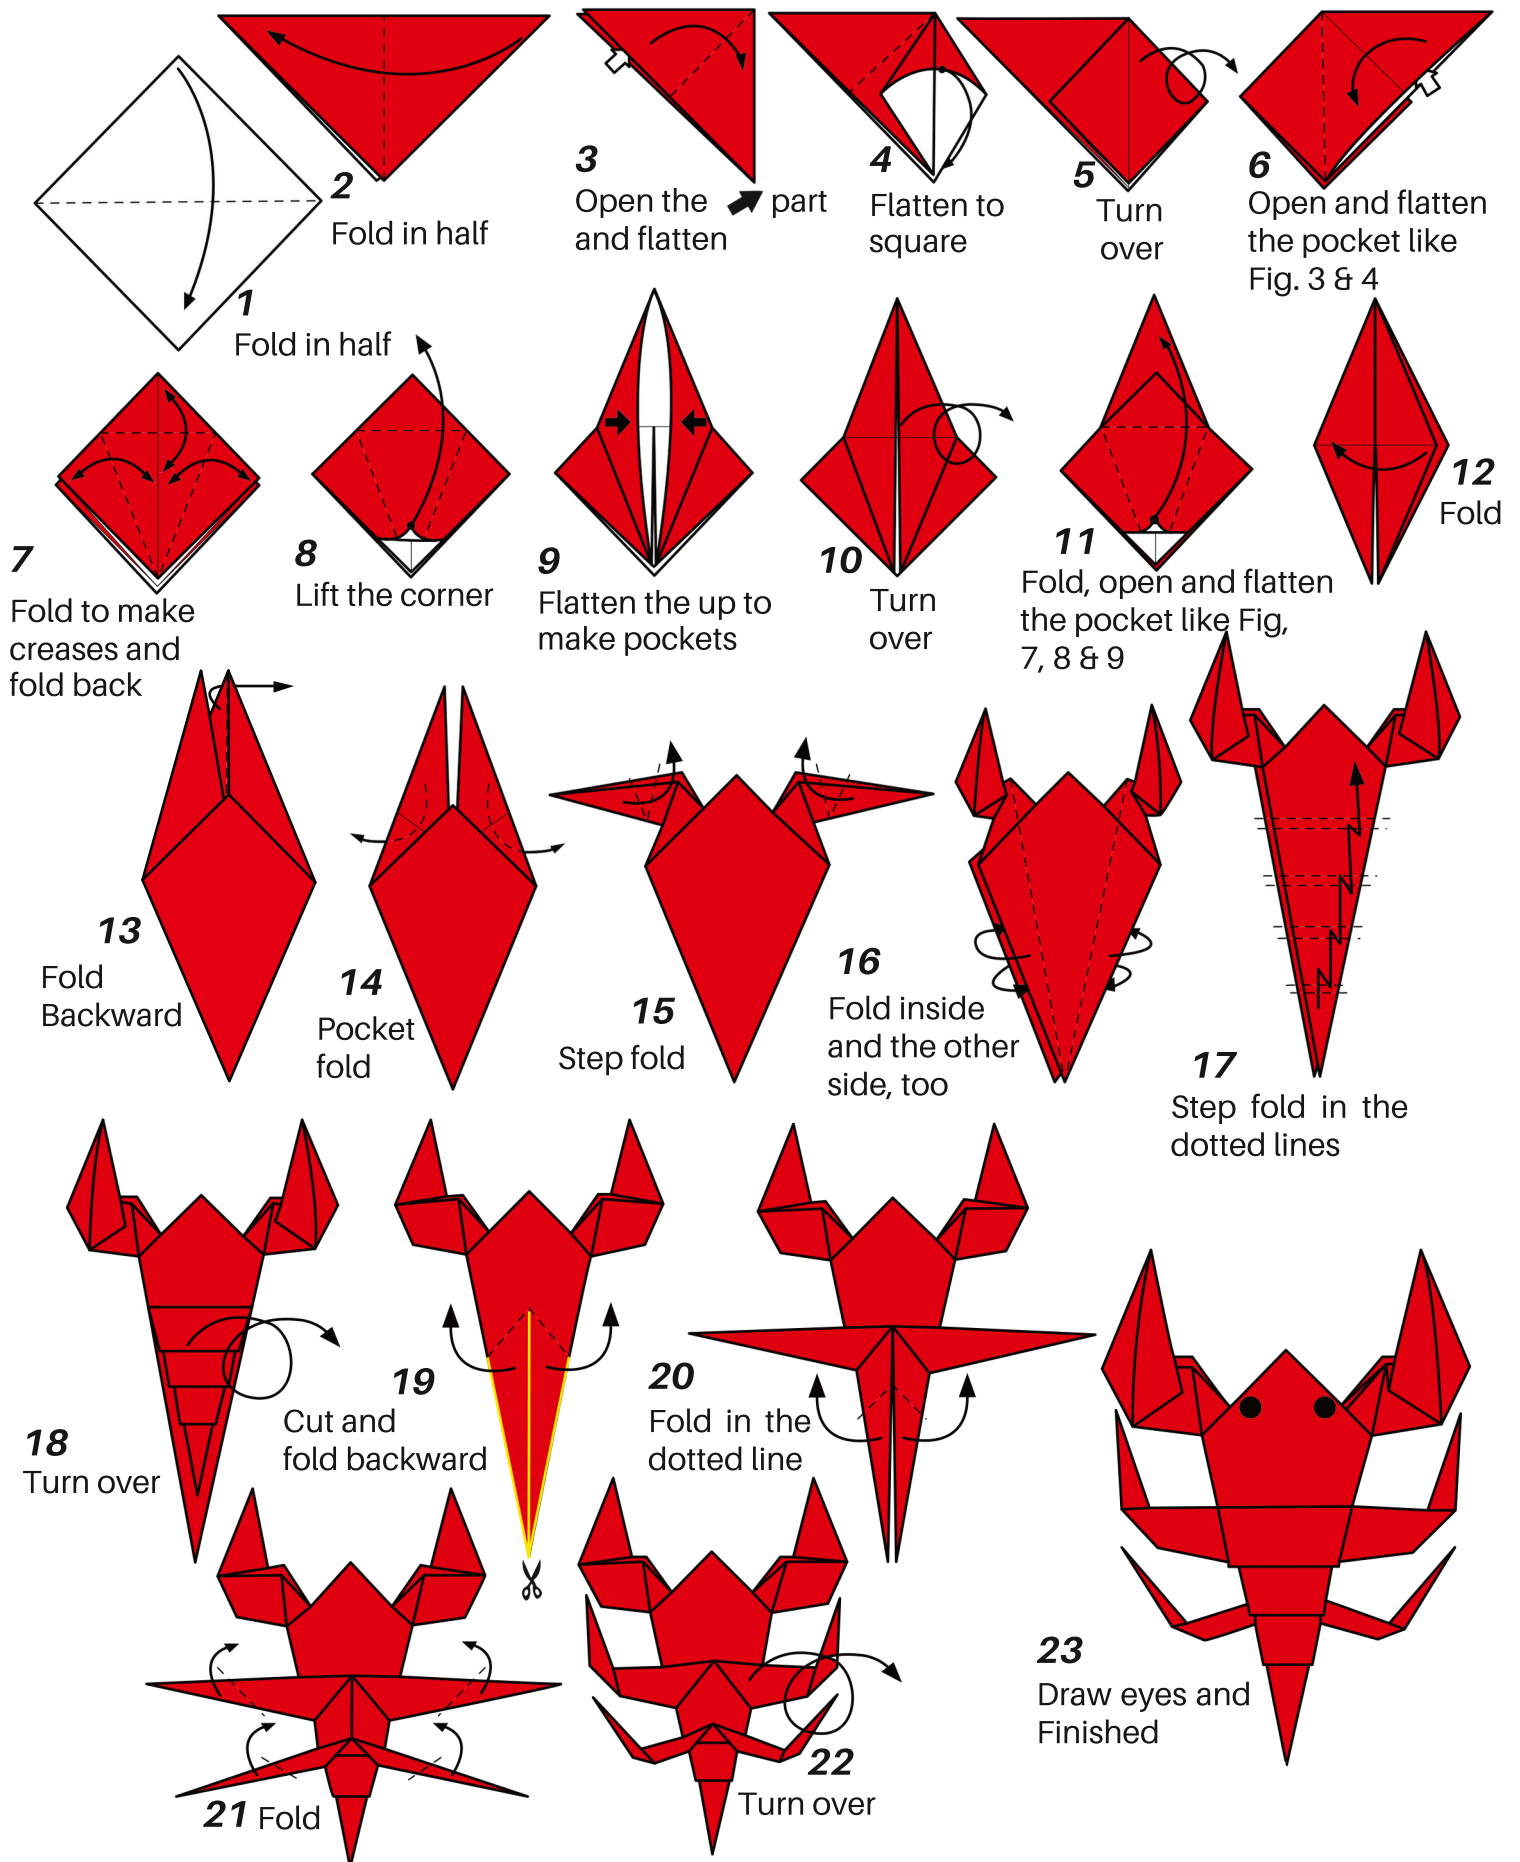 1
Fold in half
2
Fold in half
3
Open the part
and flatten
4
Flatten to
square
5
Turn
over
6
Open and flatten
the pocket like
Fig. 3 & 4
7
Fold to make
creases and
fold back
8
Lift the corner
9
Flatten the up to
make pockets
10
Turn
over
11
Fold, open and flatten
the pocket like Fig,
7, 8 & 9
12
Fold
13
Fold
Backward
14
Pocket
fold
15
Step fold
16
Fold inside
and the other
side, too
17
Step fold in the
dotted lines
18
Turn over
19
Cut and
fold backward
20
Fold in the
dotted line
21 Fold
22
Turn over
23
Draw eyes and
Finished